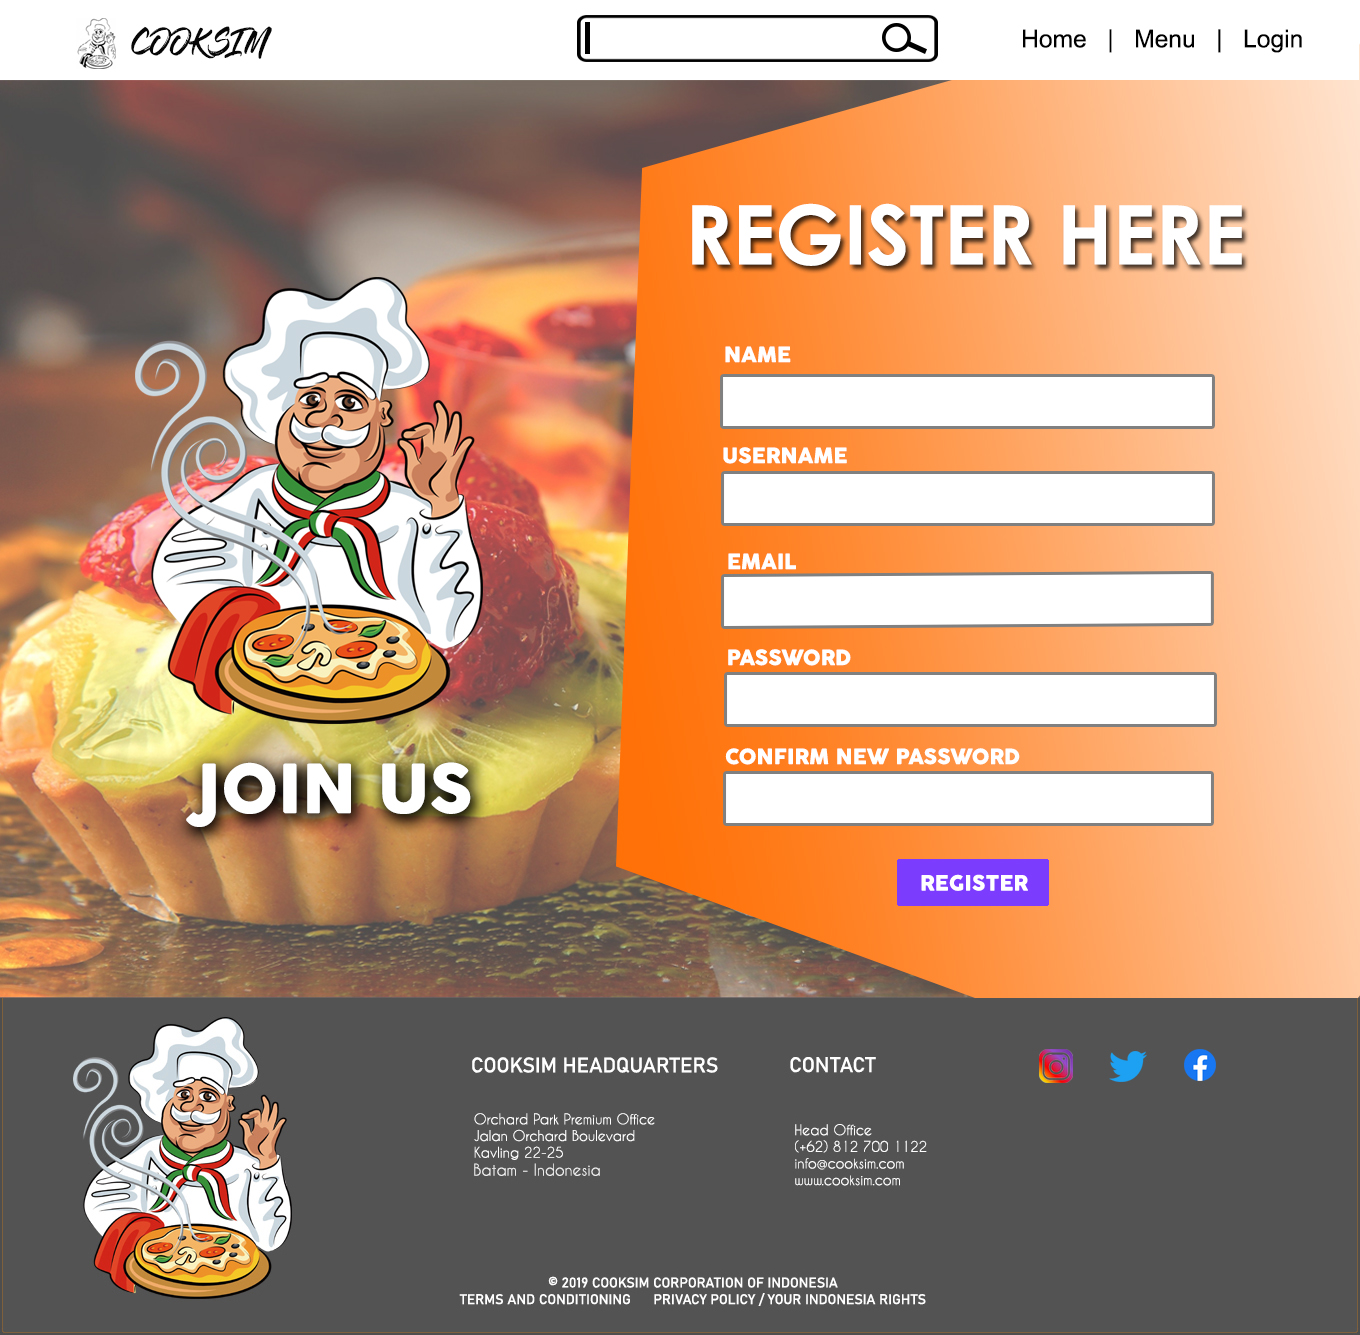 COOKSIM
Home | Menu | Login
REGISTER HERE
NAME
USERNAME
EMAIL
PASSWORD
CONFIRM NEW PASSWORD
REGISTER
JOIN US
COOKSIM HEADQUARTERS
Orchard Park Premium Office
Jalan Orchard Boulevard
Kavling 22-25
Batam - Indonesia
CONTACT
Head Office
(+62) 812 700 1122
info@cooksim.com
www.cooksim.com
© 2019 COOKSIM CORPORATION OF INDONESIA
TERMS AND CONDITIONING PRIVACY POLICY / YOUR INDONESIA RIGHTS